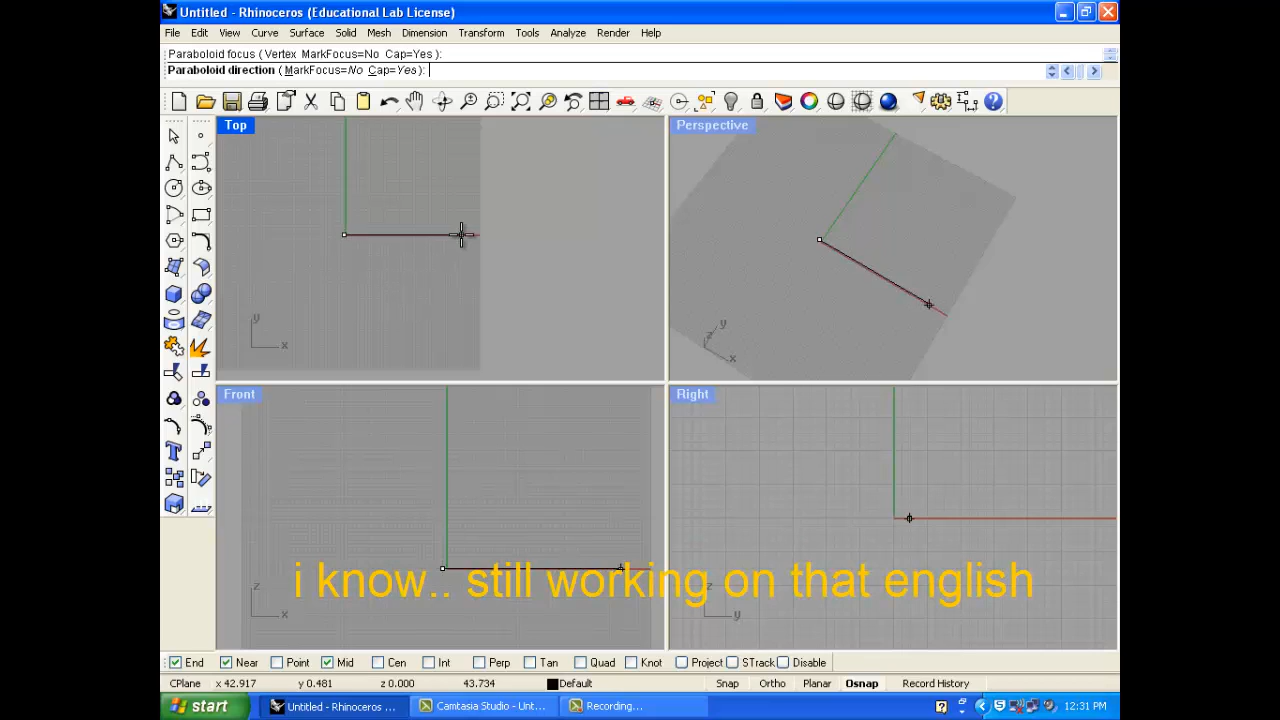 Untitled - Rhinoceros (Educational Lab License)
File Edit View Curve Surface Solid Mesh Dimension Transform Tools Analyze Render Help
Paraboloid focus ( Vertex MarkFocus=No Cap=Yes ):
Paraboloid direction ( MarkFocus=No Cap=Yes ):
Top
Perspective
y
x
z
y
x
Front
Right
z
x
z
y
i know.. still working on that english
End Near Point Mid Cen Int Perp Tan Quad Knot Project STrack Disable
CPlane x 42.917 y 0.481 z 0.000 43.734 Default Snap Ortho Planar Osnap Record History
start Untitled - Rhinoceros ... Camtasia Studio - Unt... Recording... 12:31 PM